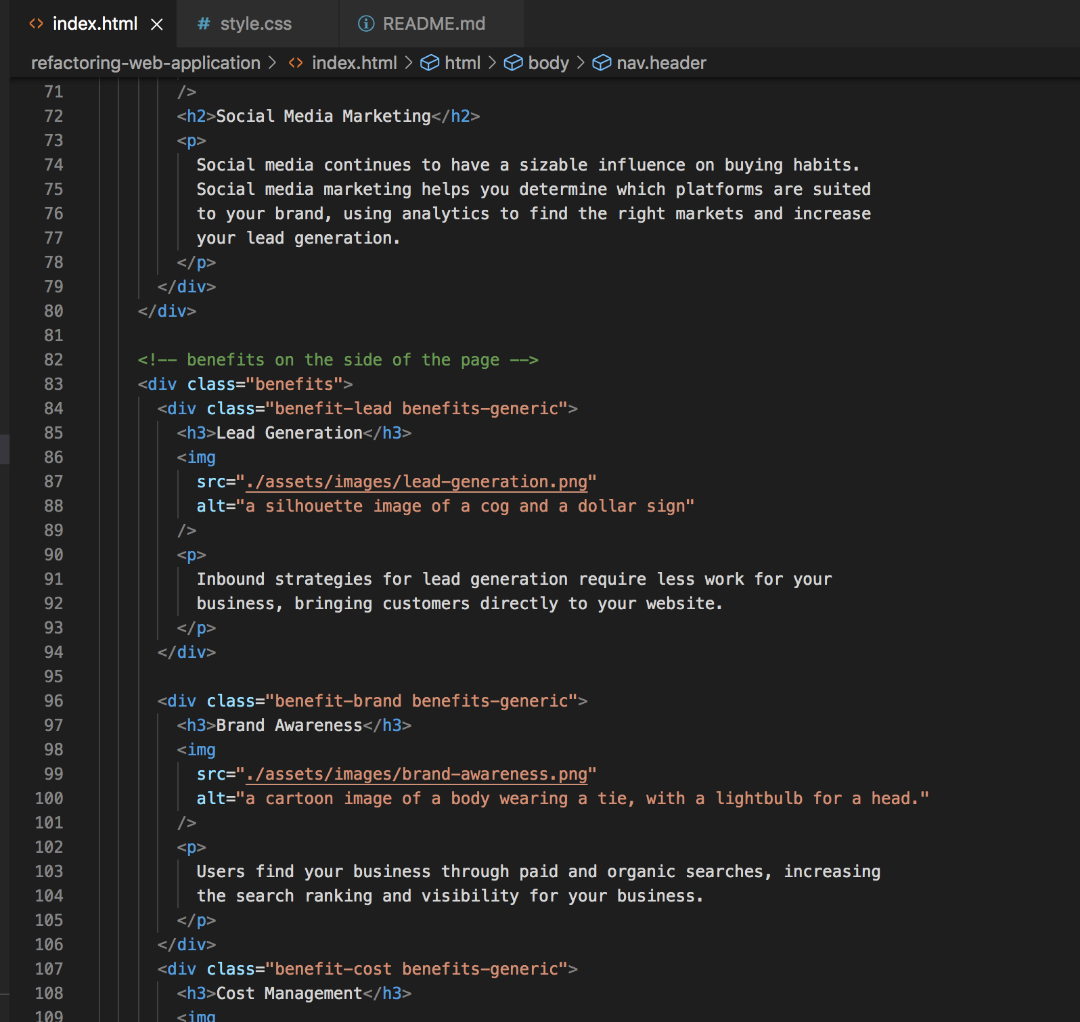 index.html
style.css
README.md
refactoring-web-application > index.html > html > body > nav.header
71 />
72 <h2>Social Media Marketing</h2>
73 <p>
74 Social media continues to have a sizable influence on buying habits.
75 Social media marketing helps you determine which platforms are suited
76 to your brand, using analytics to find the right markets and increase
77 your lead generation.
78 </p>
79 </div>
80 </div>
81
82 <!-- benefits on the side of the page -->
83 <div class="benefits">
84 <div class="benefit-lead benefits-generic">
85 <h3>Lead Generation</h3>
86 <img
87 src="./assets/images/lead-generation.png"
88 alt="a silhouette image of a cog and a dollar sign"
89 />
90 <p>
91 Inbound strategies for lead generation require less work for your
92 business, bringing customers directly to your website.
93 </p>
94 </div>
95
96 <div class="benefit-brand benefits-generic">
97 <h3>Brand Awareness</h3>
98 <img
99 src="./assets/images/brand-awareness.png"
100 alt="a cartoon image of a body wearing a tie, with a lightbulb for a head."
101 />
102 <p>
103 Users find your business through paid and organic searches, increasing
104 the search ranking and visibility for your business.
105 </p>
106 </div>
107 <div class="benefit-cost benefits-generic">
108 <h3>Cost Management</h3>
109 <img